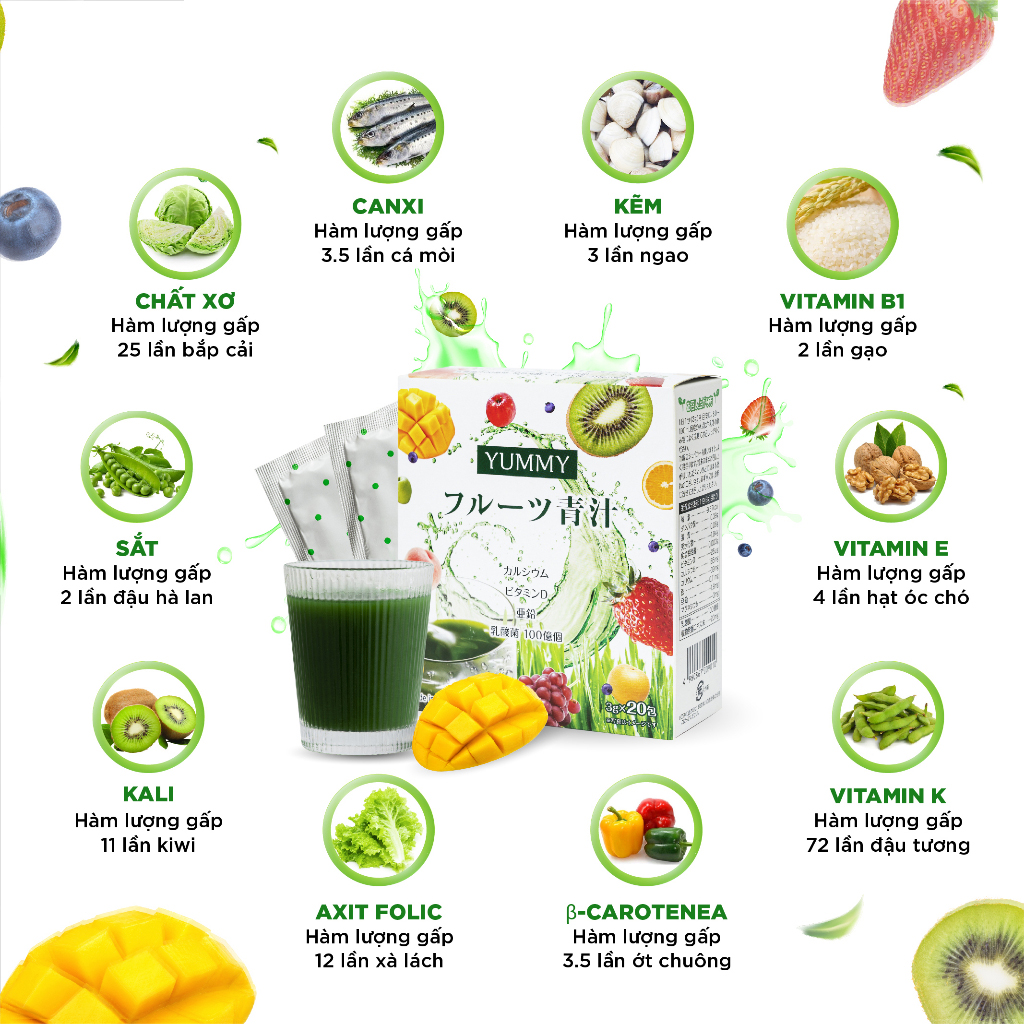 CANXI
Hàm lượng gấp
3.5 lần cá mòi
KẼM
Hàm lượng gấp
3 lần ngao
CHẤT XƠ
Hàm lượng gấp
25 lần bắp cải
VITAMIN B1
Hàm lượng gấp
2 lần gạo
YUMMY
フルーツ青汁
カルシウム
ビタミンD
亜鉛
乳酸菌 100億個
3g×20包
SẮT
Hàm lượng gấp
2 lần đậu hà lan
VITAMIN E
Hàm lượng gấp
4 lần hạt óc chó
KALI
Hàm lượng gấp
11 lần kiwi
VITAMIN K
Hàm lượng gấp
72 lần đậu tương
AXIT FOLIC
Hàm lượng gấp
12 lần xà lách
β-CAROTENEA
Hàm lượng gấp
3.5 lần ớt chuông